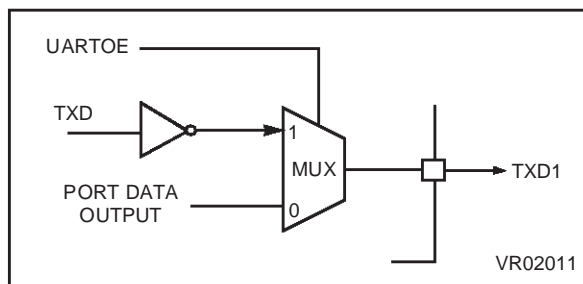 UARTOE
TXD
1
MUX
TXD1
PORT DATA
OUTPUT
0
VR02011